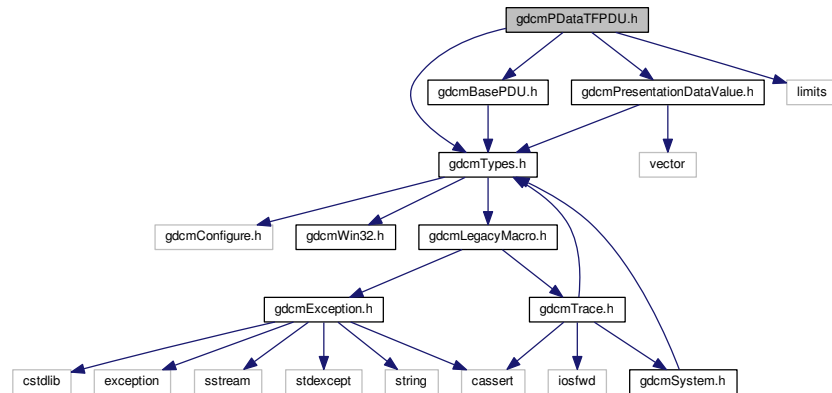 gdcmPDataTFPDU.h
gdcmBasePDU.h
gdcmPresentationDataValue.h
limits
gdcmTypes.h
vector
gdcmConfigure.h
gdcmWin32.h
gdcmLegacyMacro.h
gdcmException.h
gdcmTrace.h
cstdlib
exception
sstream
stdexcept
string
cassert
iosfwd
gdcmSystem.h